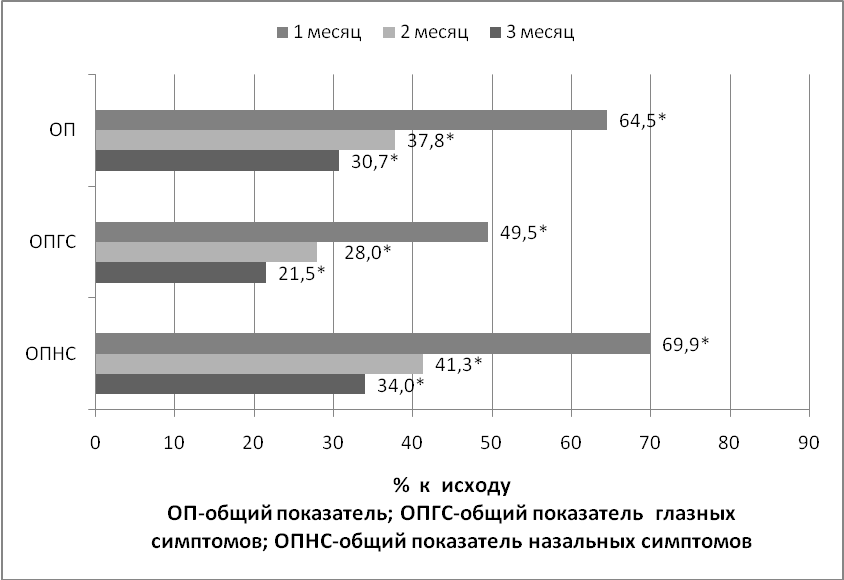 1 месяц 2 месяц 3 месяц
ОП
64,5*
37,8*
30,7*
ОПГС
49,5*
28,0*
21,5*
ОПНС
69,9*
41,3*
34,0*
0 10 20 30 40 50 60 70 80 90
% к исходу
ОП-общий показатель; ОПГС-общий показатель глазных
симптомов; ОПНС-общий показатель назальных симптомов